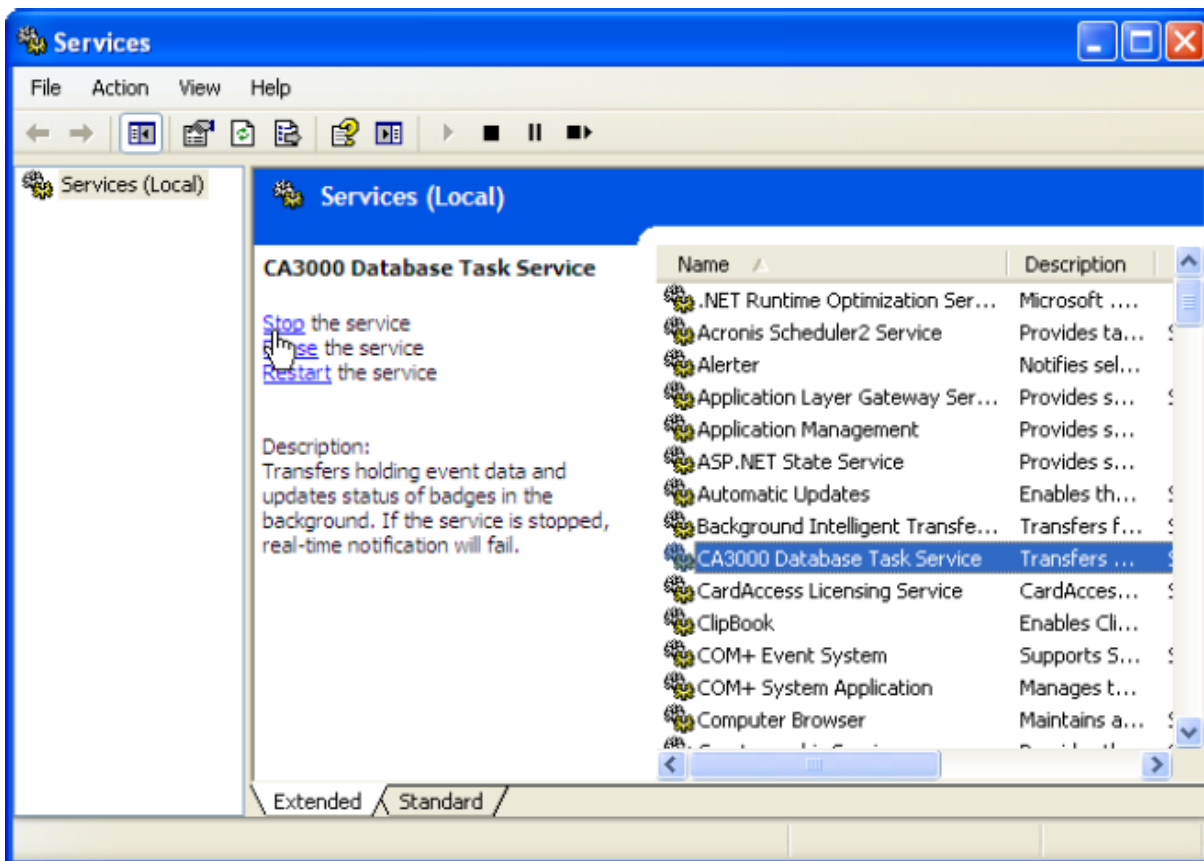 Services
File Action View Help
Services (Local)
Services (Local)
CA3000 Database Task Service
Stop the service
the service
Restart the service
Description:
Transfers holding event data and
updates status of badges in the
background. If the service is stopped,
real-time notification will fail.
Name Description
.NET Runtime Optimization Ser... Microsoft ....
Acronis Scheduler2 Service Provides ta...
Alerter Notifies sel...
Application Layer Gateway Ser... Provides s...
Application Management Provides s...
ASP.NET State Service Provides s...
Automatic Updates Enables th...
Background Intelligent Transfe... Transfers f...
CA3000 Database Task Service Transfers ...
CardAccess Licensing Service CardAcces...
ClipBook Enables Cli...
COM+ Event System Supports S...
COM+ System Application Manages t...
Computer Browser Maintains a...
Extended Standard